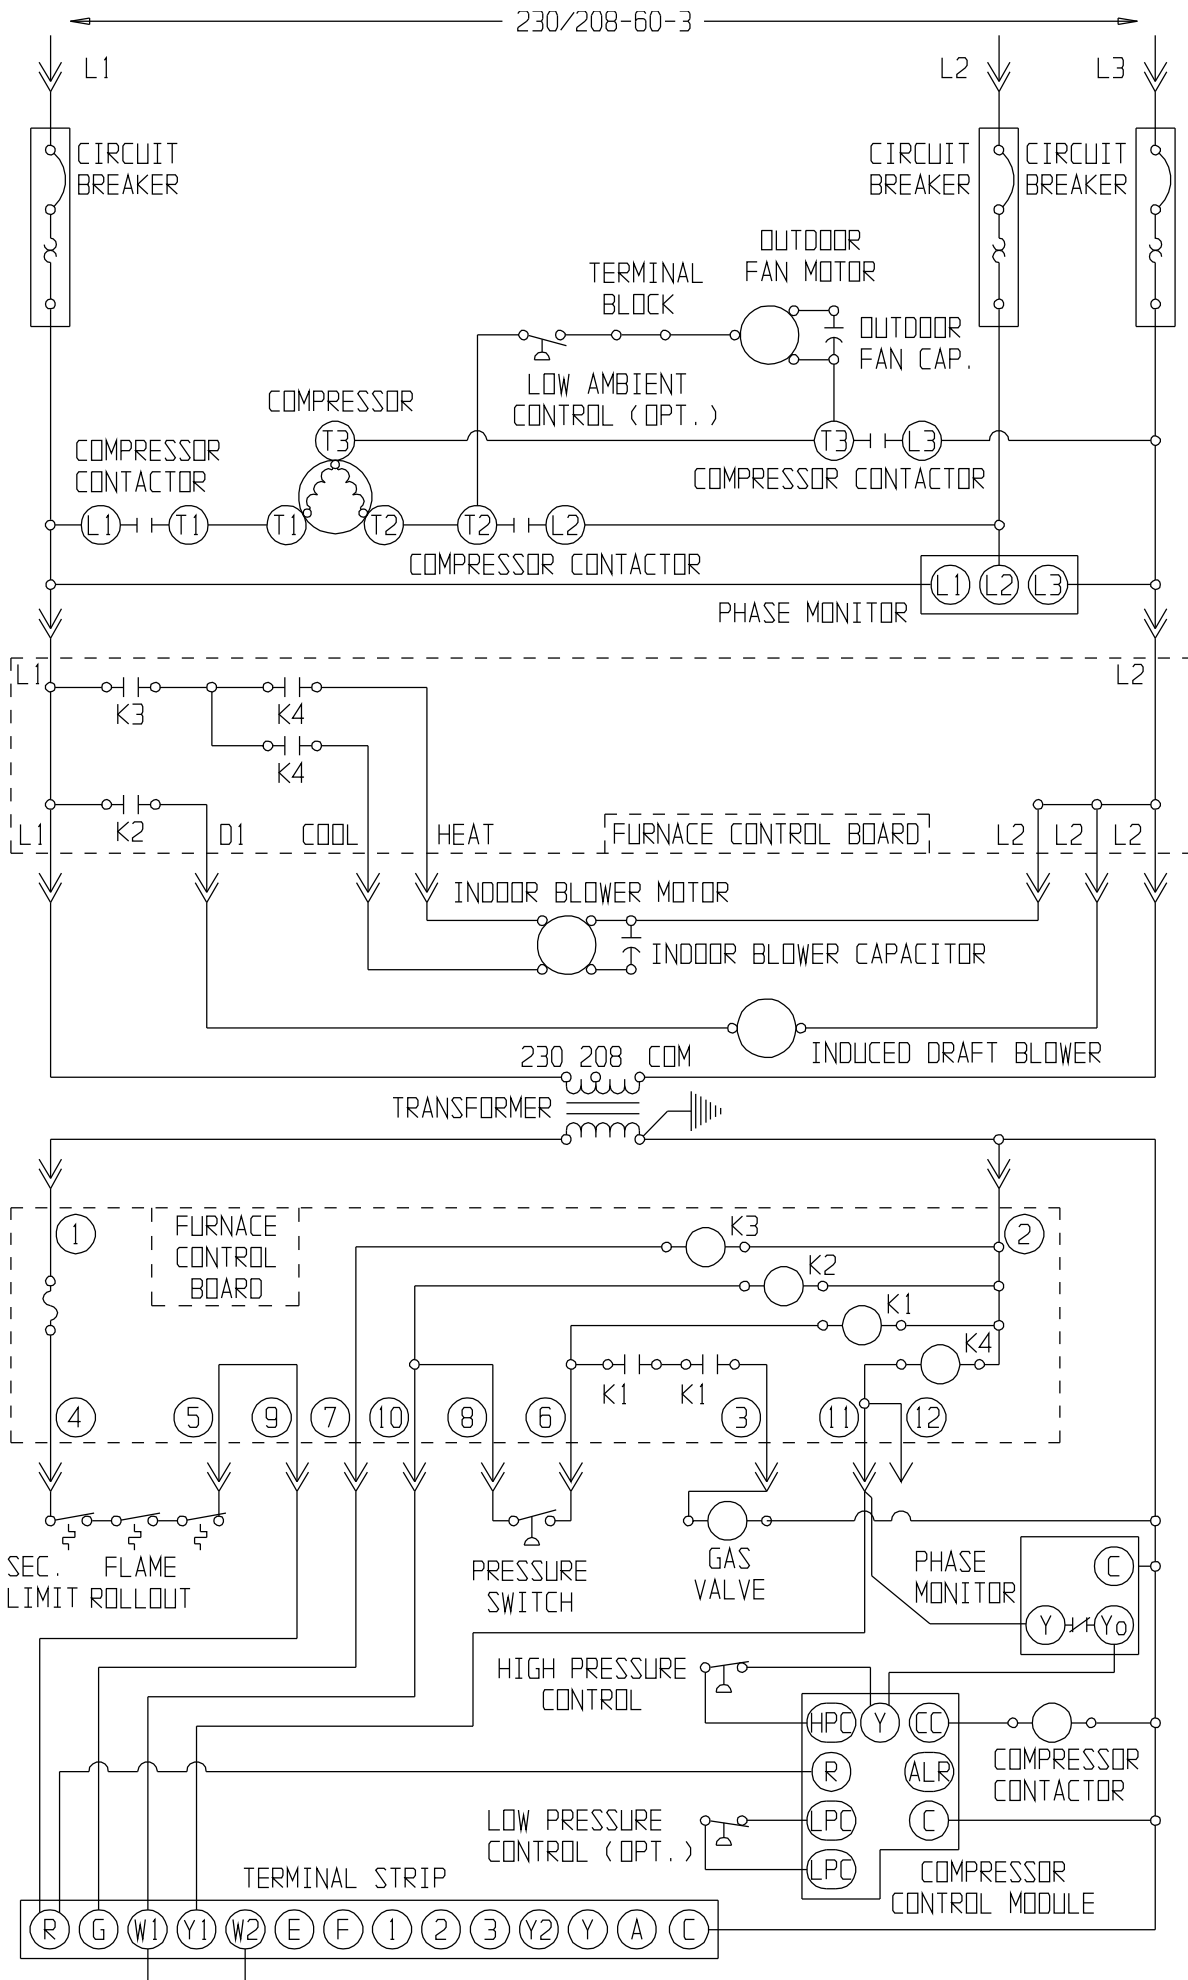 230/208-60-3
L1
L2
L3
CIRCUIT
BREAKER
CIRCUIT
BREAKER
CIRCUIT
BREAKER
OUTDOOR
FAN MOTOR
TERMINAL
BLOCK
OUTDOOR
FAN CAP.
LOW AMBIENT
CONTROL (OPT.)
COMPRESSOR
T3
T3
L3
COMPRESSOR
CONTACTOR
COMPRESSOR CONTACTOR
L1
T1
T1
T2
T2
L2
COMPRESSOR CONTACTOR
L1
L2
L3
PHASE MONITOR
L1
L2
K3
K4
K4
K2
L1
D1
COOL
HEAT
FURNACE CONTROL BOARD
L2
L2
L2
INDOOR BLOWER MOTOR
INDOOR BLOWER CAPACITOR
INDUCED DRAFT BLOWER
230 208 COM
TRANSFORMER
1
FURNACE
CONTROL
BOARD
K3
2
K2
K1
K4
K1
K1
4
5
9
7
10
8
6
3
11
12
SEC.
LIMIT
FLAME
ROLLOUT
PRESSURE
SWITCH
GAS
VALVE
PHASE
MONITOR
C
Y
Yo
HIGH PRESSURE
CONTROL
HPC
Y
CC
R
ALR
COMPRESSOR
CONTACTOR
LOW PRESSURE
CONTROL (OPT.)
LPC
C
LPC
COMPRESSOR
CONTROL MODULE
TERMINAL STRIP
R G W1 Y1 W2 E F 1 2 3 Y2 Y A C